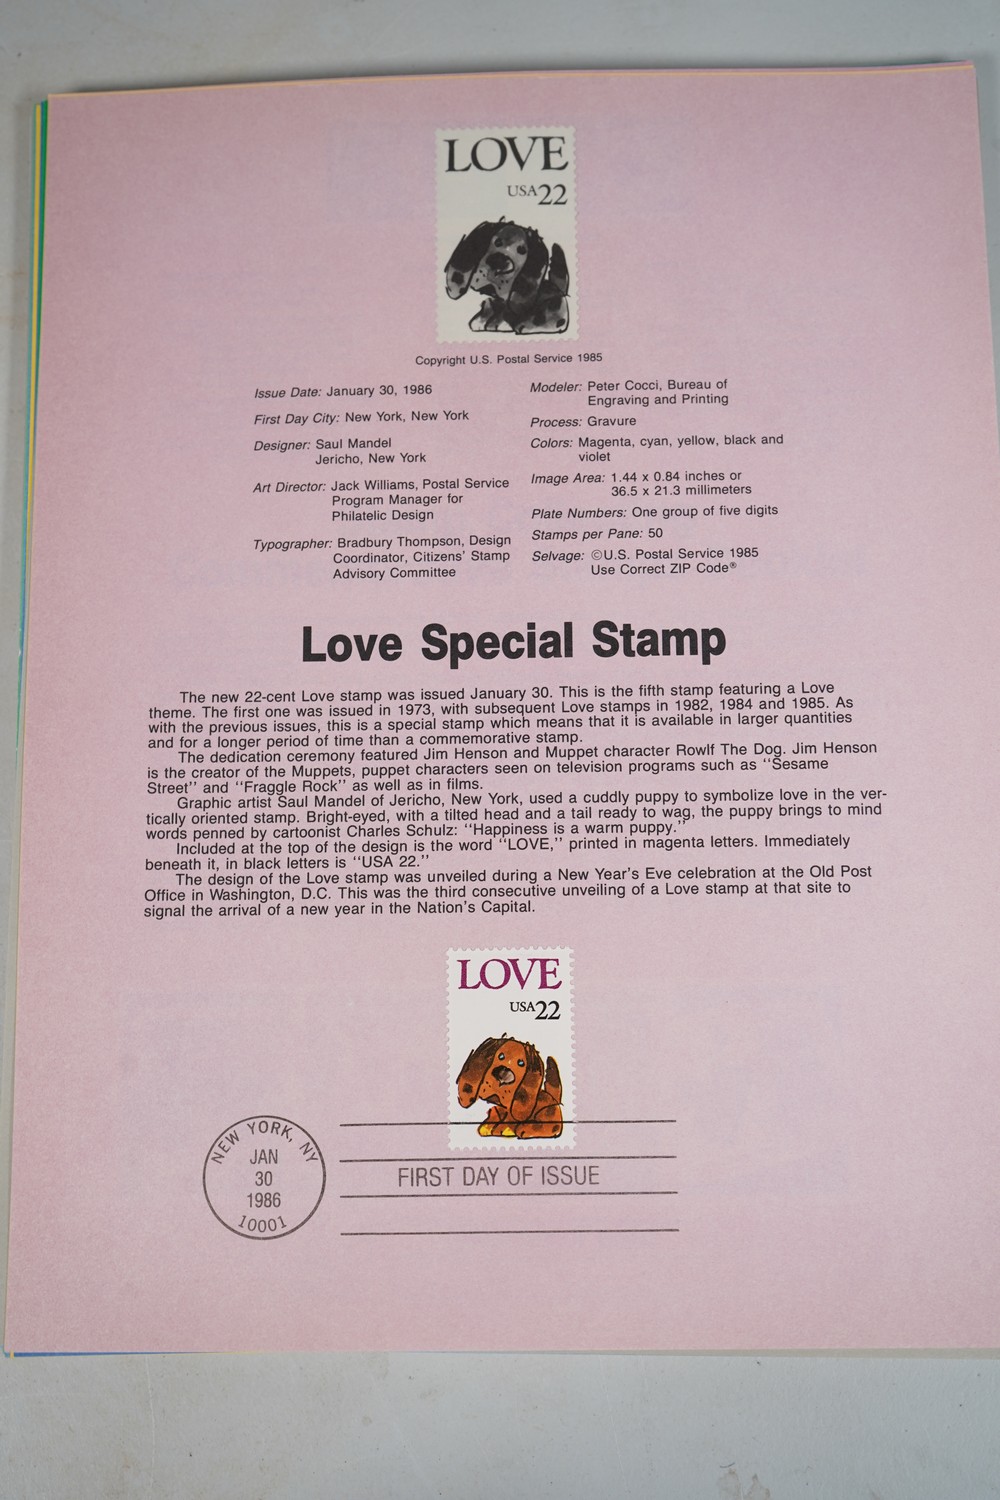 LOVE
USA 22
Copyright U.S. Postal Service 1985
Issue Date: January 30, 1986
First Day City: New York, New York
Designer: Saul Mandel
Jericho, New York
Art Director: Jack Williams, Postal Service
Program Manager for
Philatelic Design
Typographer: Bradbury Thompson, Design
Coordinator, Citizens' Stamp
Advisory Committee
Modeler: Peter Cocci, Bureau of
Engraving and Printing
Process: Gravure
Colors: Magenta, cyan, yellow, black and
violet
Image Area: 1.44 x 0.84 inches or
36.5 x 21.3 millimeters
Plate Numbers: One group of five digits
Stamps per Pane: 50
Selvage: ©U.S. Postal Service 1985
Use Correct ZIP Code®
Love Special Stamp
The new 22-cent Love stamp was issued January 30. This is the fifth stamp featuring a Love
theme. The first one was issued in 1973, with subsequent Love stamps in 1982, 1984 and 1985. As
with the previous issues, this is a special stamp which means that it is available in larger quantities
and for a longer period of time than a commemorative stamp.
The dedication ceremony featured Jim Henson and Muppet character Rowlf The Dog. Jim Henson
is the creator of the Muppets, puppet characters seen on television programs such as "Sesame
Street" and "Fraggle Rock" as well as in films.
Graphic artist Saul Mandel of Jericho, New York, used a cuddly puppy to symbolize love in the ver-
tically oriented stamp. Bright-eyed, with a tilted head and a tail ready to wag, the puppy brings to mind
words penned by cartoonist Charles Schulz: "Happiness is a warm puppy."
Included at the top of the design is the word "LOVE," printed in magenta letters. Immediately
beneath it, in black letters is "USA 22."
The design of the Love stamp was unveiled during a New Year's Eve celebration at the Old Post
Office in Washington, D.C. This was the third consecutive unveiling of a Love stamp at that site to
signal the arrival of a new year in the Nation's Capital.
LOVE
USA 22
NEW YORK, NY
JAN
30
1986
10001
FIRST DAY OF ISSUE